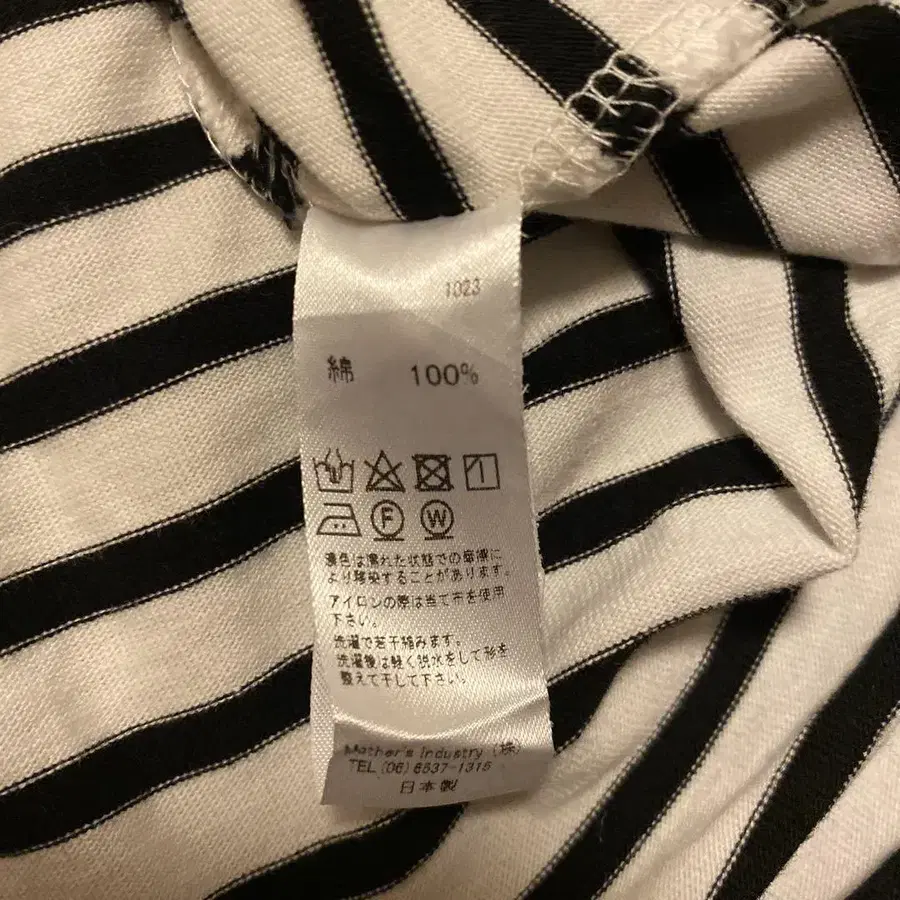 1023
綿 100%
F W
濃色は濡れた状態での摩擦に
より移染することがあります。
アイロンの際は当て布を使用
下さい。
洗濯で若干縮みます。
洗濯後は軽く脱水をして形を
整えて干して下さい。
Mother's Industry (株)
TEL (06) 6537-1315
日本製